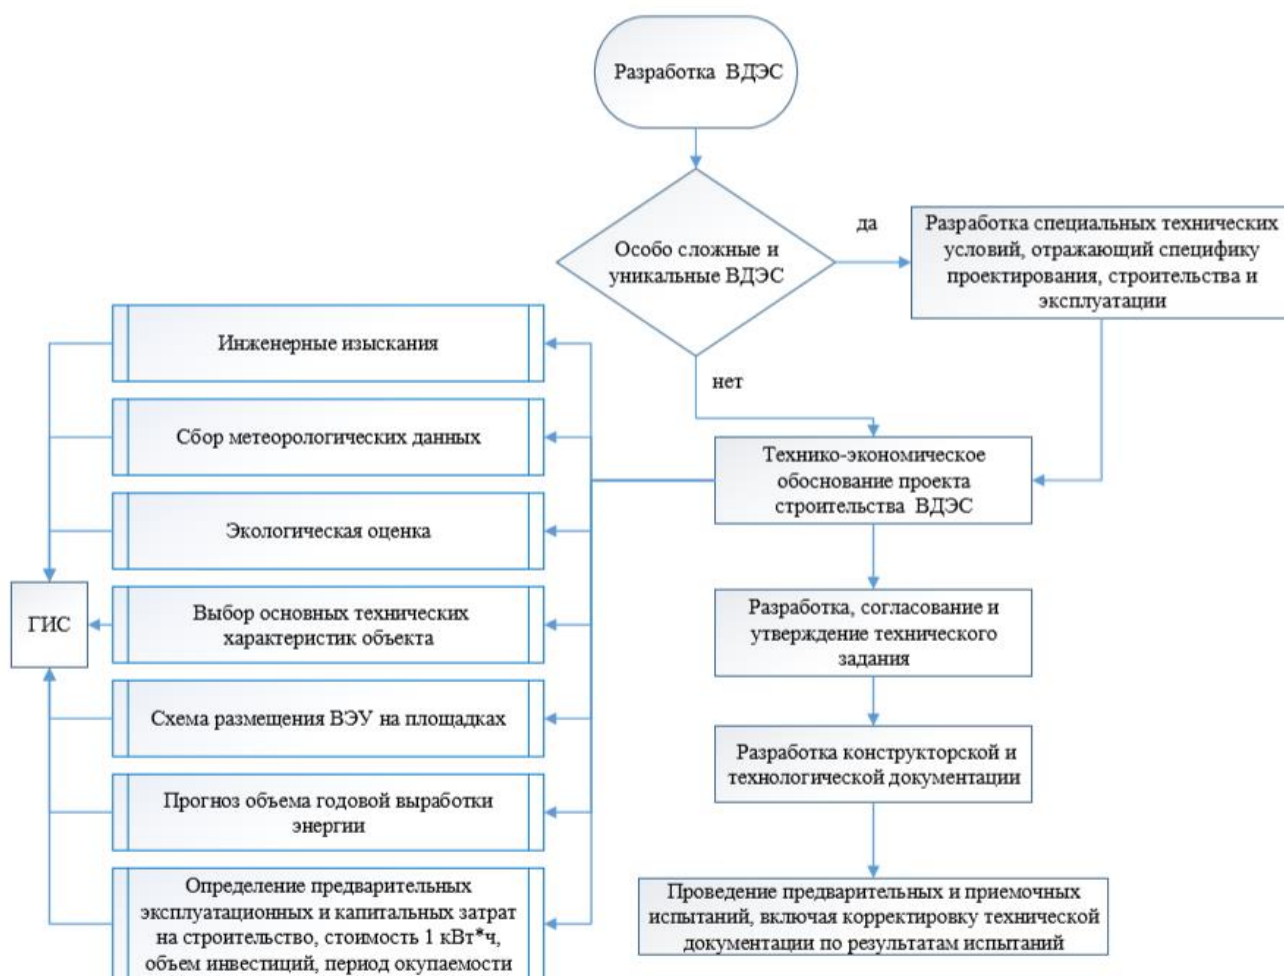 Разработка ВДЭС
Особо сложные и
уникальные ВДЭС
да
Разработка специальных технических
условий, отражающий специфику
проектирования, строительства и
эксплуатации
нет
Технико-экономическое
обоснование проекта
строительства ВДЭС
Инженерные изыскания
Сбор метеорологических данных
Экологическая оценка
Выбор основных технических
характеристик объекта
Схема размещения ВЭУ на площадках
Прогноз объема годовой выработки
энергии
Определение предварительных
эксплуатационных и капитальных затрат
на строительство, стоимость 1 кВт*ч,
объем инвестиций, период окупаемости
ГИС
Разработка, согласование и
утверждение технического
задания
Разработка конструкторской и
технологической документации
Проведение предварительных и приемочных
испытаний, включая корректировку технической
документации по результатам испытаний